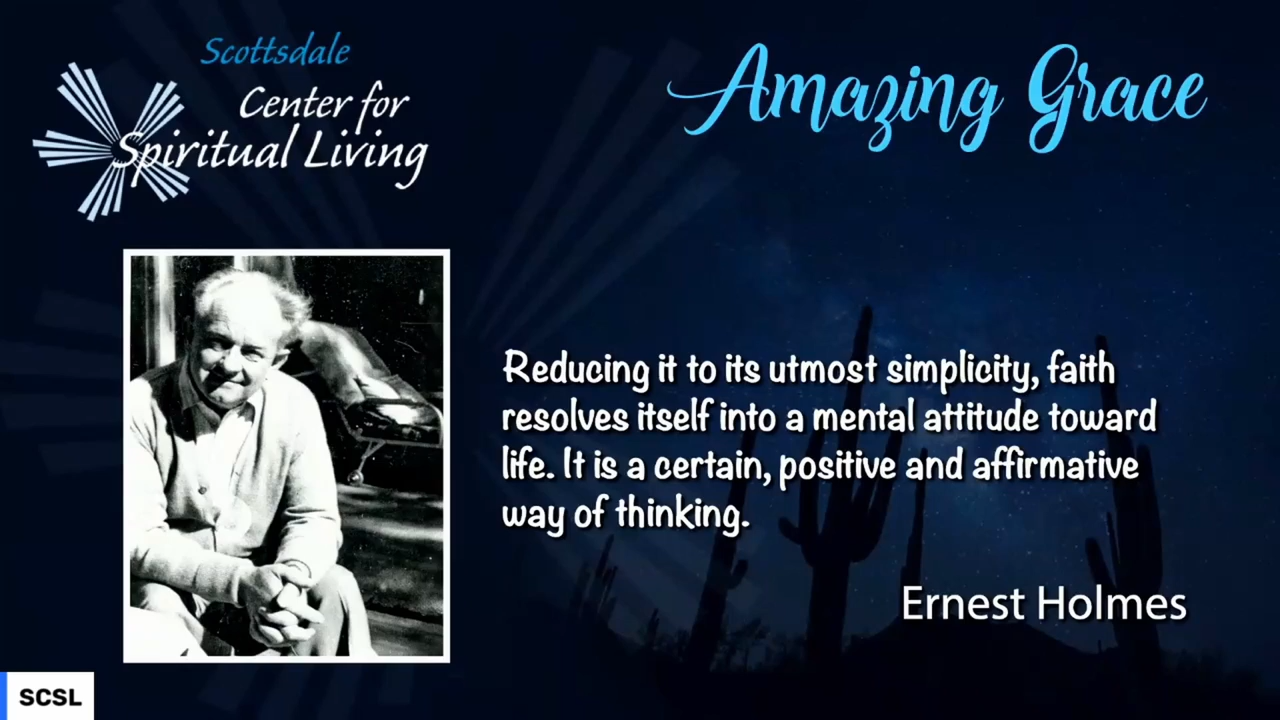 Scottsdale
Center for
Spiritual Living
Amazing Grace
Reducing it to its utmost simplicity, faith
resolves itself into a mental attitude toward
life. It is a certain, positive and affirmative
way of thinking.
Ernest Holmes
SCSL